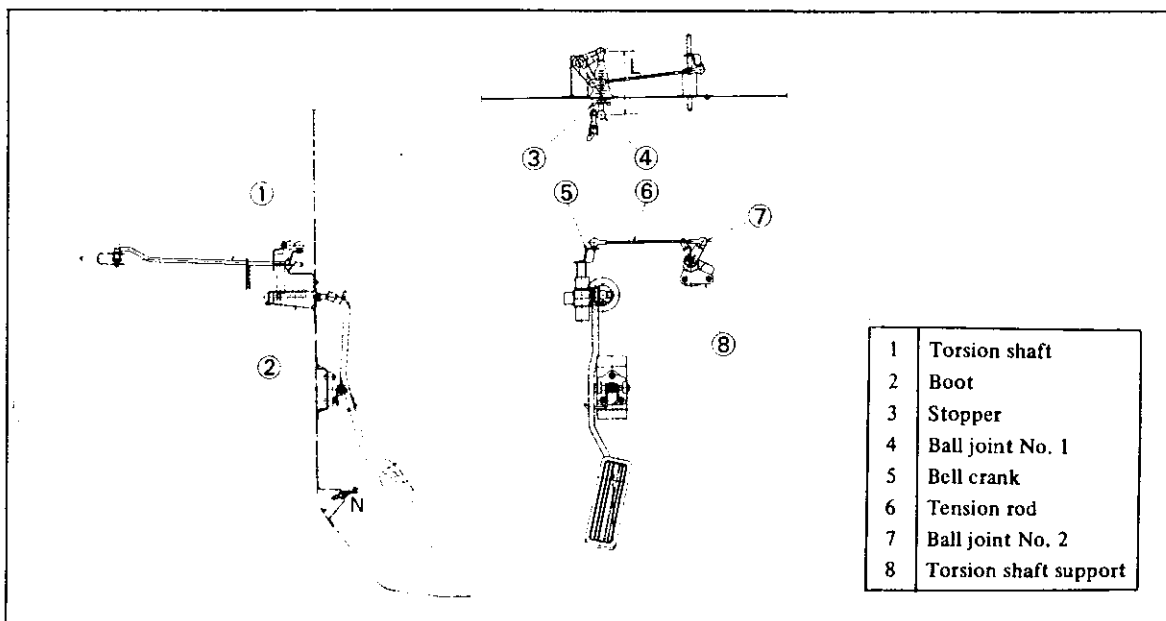 L
③ ④
⑤ ⑥ ⑦
①
⑧
②
N
1 Torsion shaft
2 Boot
3 Stopper
4 Ball joint No. 1
5 Bell crank
6 Tension rod
7 Ball joint No. 2
8 Torsion shaft support